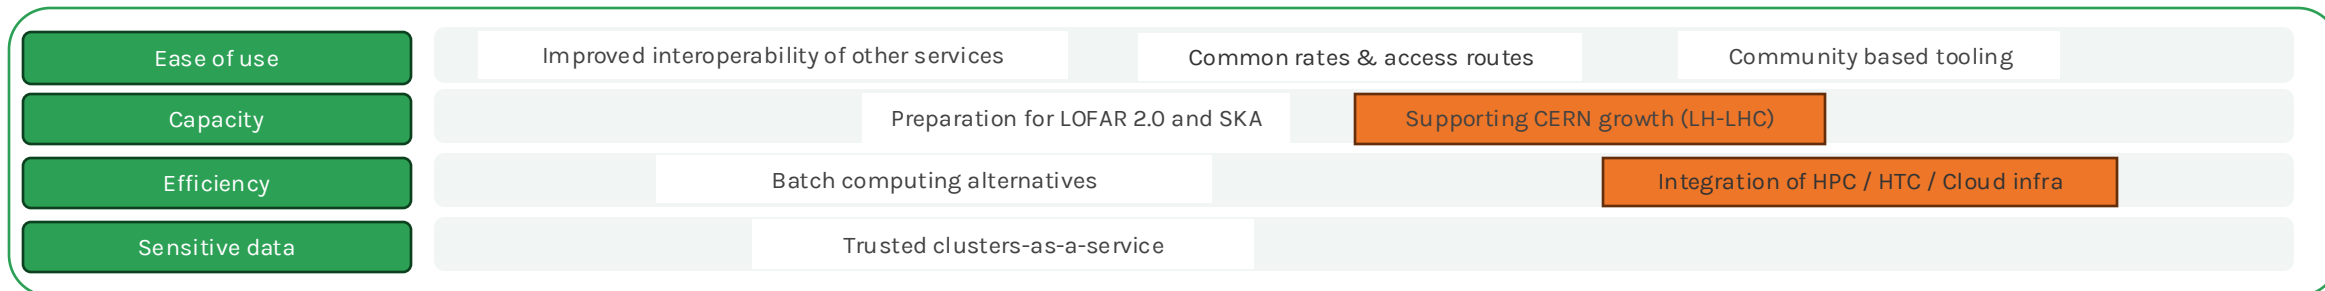 Ease of use
Improved interoperability of other services
Common rates & access routes
Community based tooling
Capacity
Preparation for LOFAR 2.0 and SKA
Supporting CERN growth (LH-LHC)
Efficiency
Batch computing alternatives
Integration of HPC / HTC / Cloud infra
Sensitive data
Trusted clusters-as-a-service